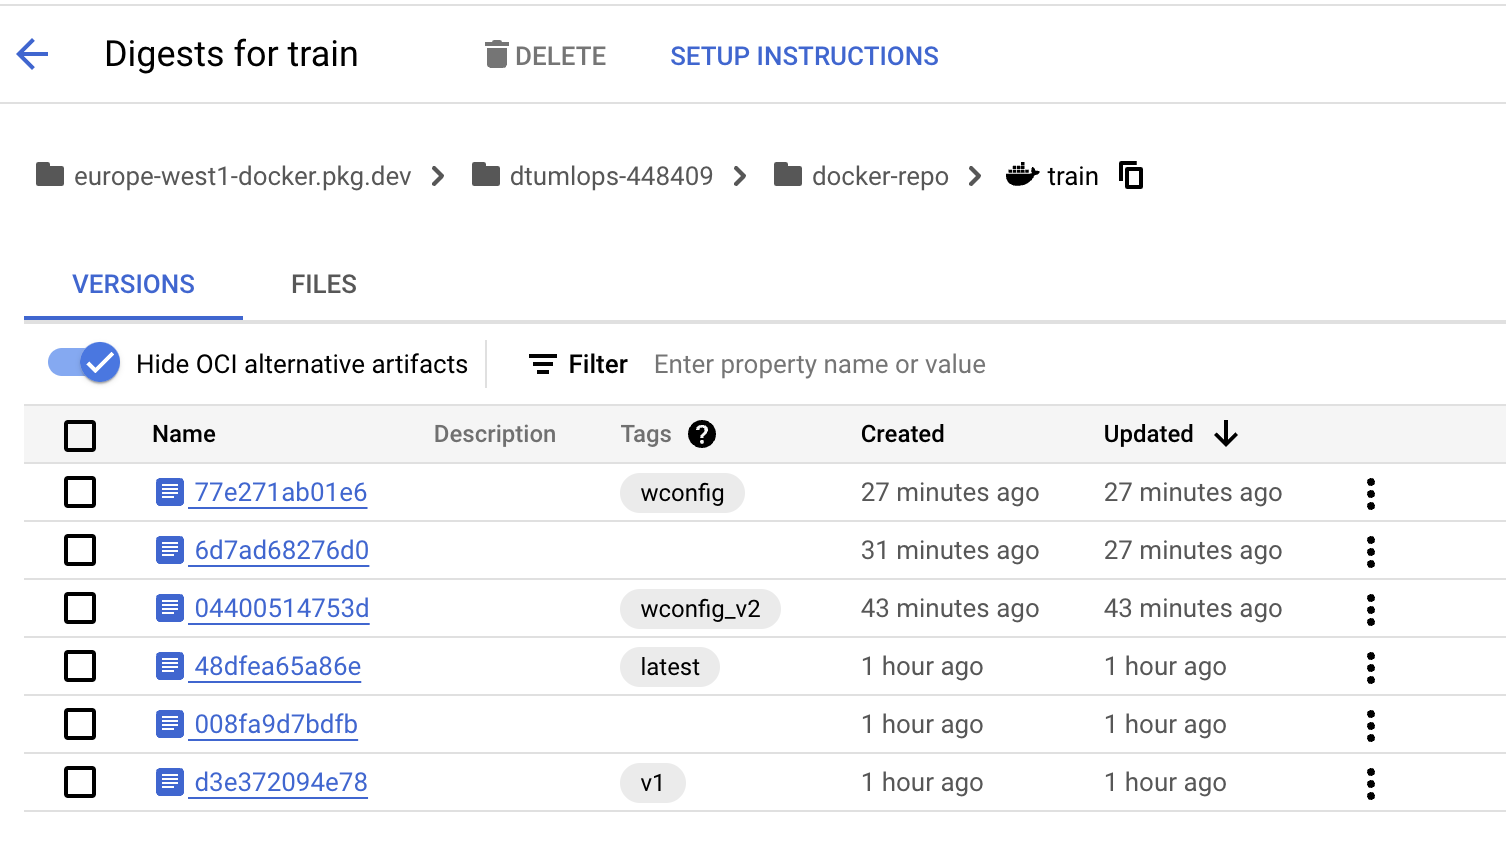 Digests for train DELETE SETUP INSTRUCTIONS
europe-west1-docker.pkg.dev dtumlops-448409 docker-repo train
VERSIONS FILES
Hide OCI alternative artifacts Filter Enter property name or value
Name Description Tags ? Created Updated
77e271ab01e6 wconfig 27 minutes ago 27 minutes ago
6d7ad68276d0 31 minutes ago 27 minutes ago
04400514753d wconfig_v2 43 minutes ago 43 minutes ago
48dfea65a86e latest 1 hour ago 1 hour ago
008fa9d7bdfb 1 hour ago 1 hour ago
d3e372094e78 v1 1 hour ago 1 hour ago